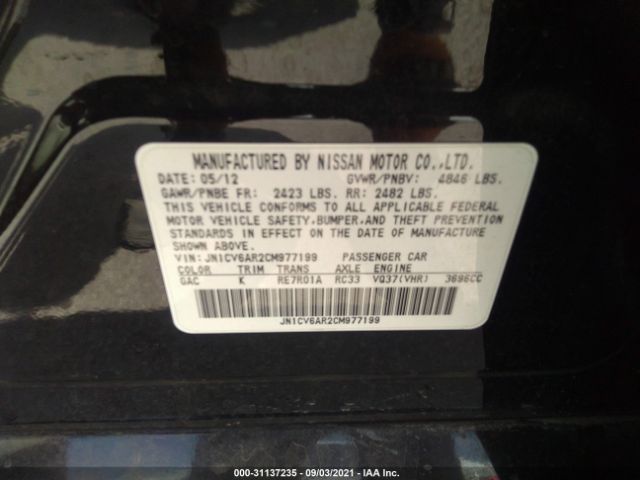 MANUFACTURED BY NISSAN MOTOR CO.,LTD.
DATE: 05/12 GVWR/PNBV: 4846 LBS.
GAWR/PNBE FR: 2423 LBS. RR: 2482 LBS.
THIS VEHICLE CONFORMS TO ALL APPLICABLE FEDERAL
MOTOR VEHICLE SAFETY,BUMPER,AND THEFT PREVENTION
STANDARDS IN EFFECT ON THE DATE OF MANUFACTURE
SHOWN ABOVE.
VIN: JN1CV6AR2CM977199 PASSENGER CAR
COLOR TRIM TRANS AXLE ENGINE
GAC K RE7R01A RC33 VQ37(VHR) 3696CC
JN1CV6AR2CM977199
000-31137235 - 09/03/2021 - IAA Inc.